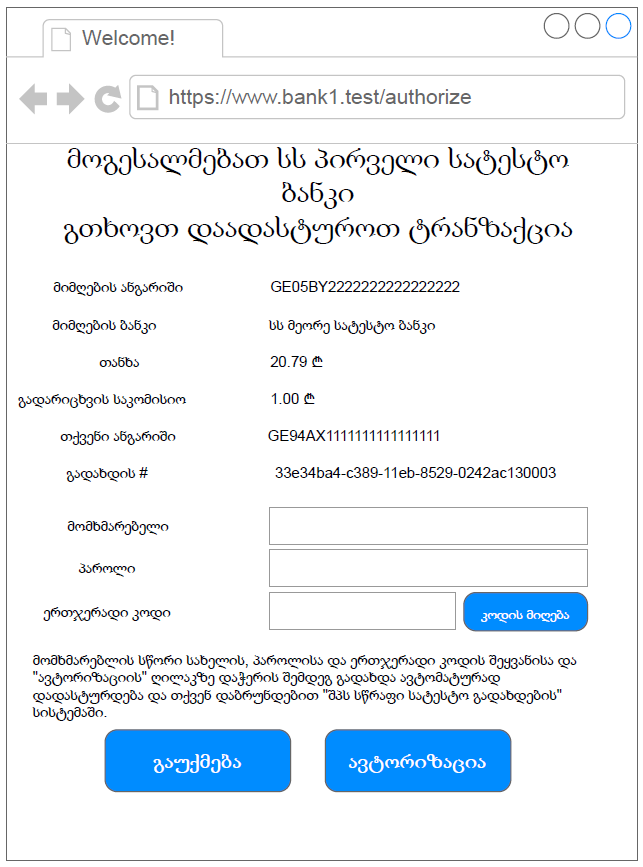 Welcome!
https://www.bank1.test/authorize
მოგესალმებათ სს პირველი სატესტო
ბანკი
გთხოვთ დაადასტუროთ ტრანზაქცია
მიმღების ანგარიში GE05BY2222222222222222
მიმღების ბანკი სს მეორე სატესტო ბანკი
თანხა 20.79 ₾
გადარიცხვის საკომისიო 1.00 ₾
თქვენი ანგარიში GE94AX1111111111111111
გადახდის # 33e34ba4-c389-11eb-8529-0242ac130003
მომხმარებელი
პაროლი
ერთჯერადი კოდი კოდის მიღება
მომხმარებლის სწორი სახელის, პაროლისა და ერთჯერადი კოდის შეყვანისა და
"ავტორიზაციის" ღილაკზე დაჭერის შემდეგ გადახდა ავტომატურად
დადასტურდება და თქვენ დაბრუნდებით "შპს სწრაფი სატესტო გადახდების"
სისტემაში.
გაუქმება ავტორიზაცია